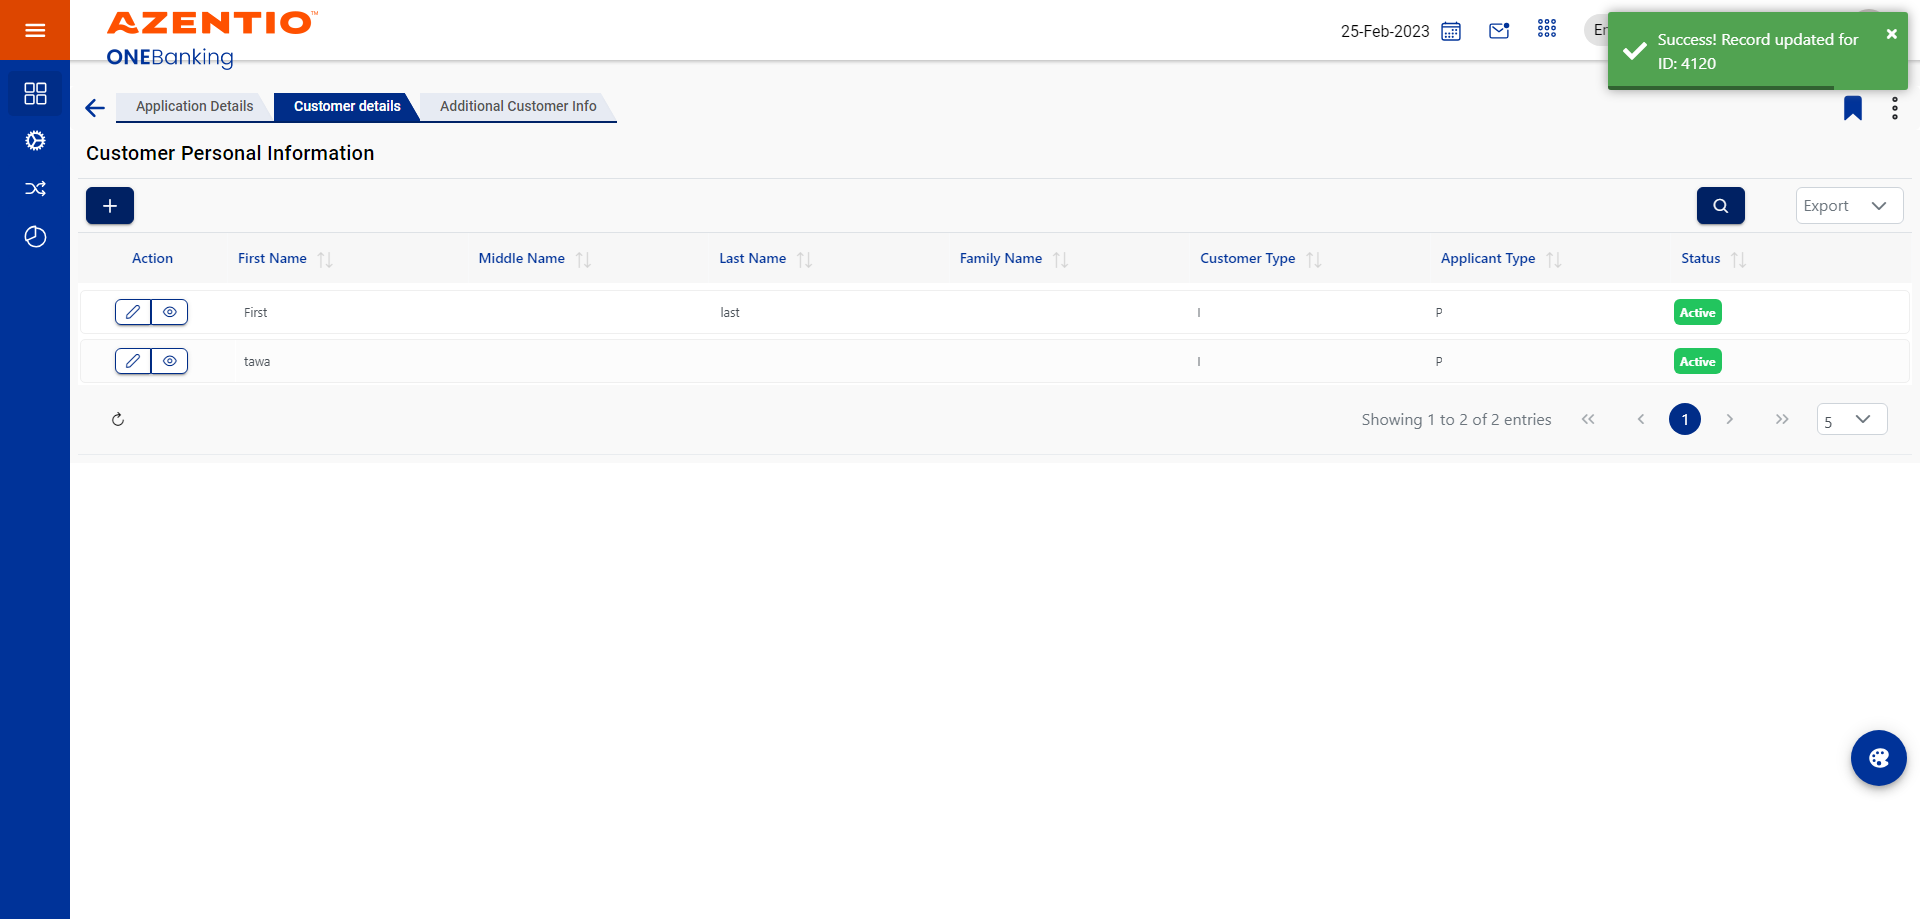 AZENTIO™
ONEBanking
25-Feb-2023
Success! Record updated for
ID: 4120
Application Details
Customer details
Additional Customer Info
Customer Personal Information
Export
Action
First Name
Middle Name
Last Name
Family Name
Customer Type
Applicant Type
Status
First
last
I
P
Active
tawa
I
P
Active
Showing 1 to 2 of 2 entries
1
5